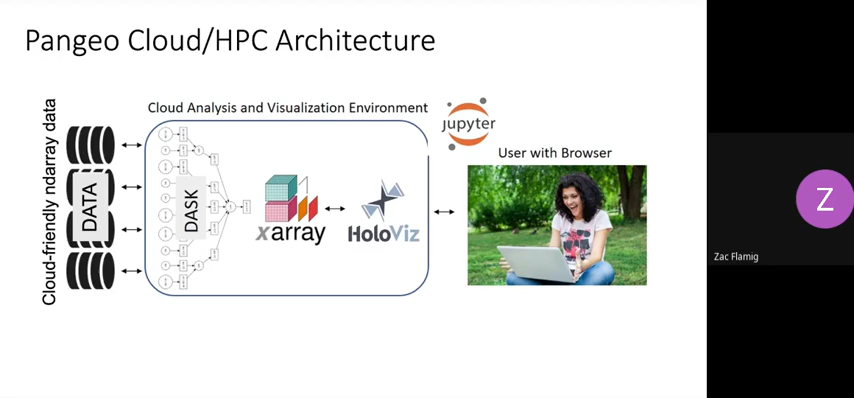 Pangeo Cloud/HPC Architecture
Cloud-friendly ndarray data
DATA
Cloud Analysis and Visualization Environment
DASK
xarray
HoloViz
jupyter
User with Browser
Z
Zac Flamig